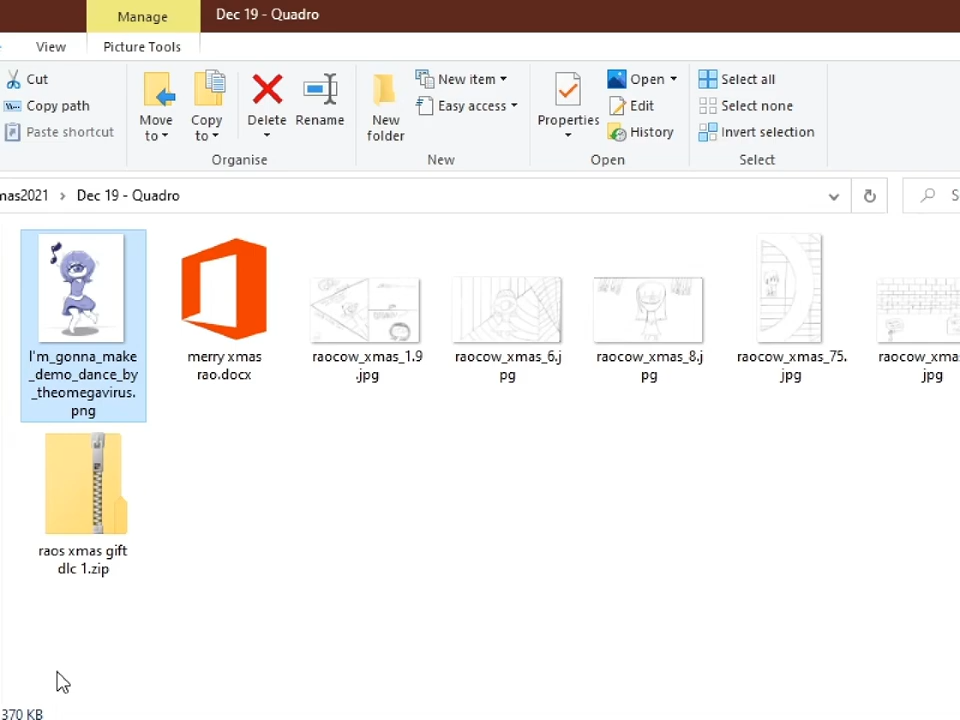 Manage
Dec 19 - Quadro
View
Picture Tools
Cut
Copy path
Paste shortcut
Move
to
Copy
to
Delete
Rename
New
folder
New item
Easy access
Properties
Open
Edit
History
Select all
Select none
Invert selection
Organise
New
Open
Select
mas2021
Dec 19 - Quadro
S
I'm_gonna_make
_demo_dance_by
_theomegavirus.
png
merry xmas
rao.docx
raocow_xmas_1.9
.jpg
raocow_xmas_6.j
pg
raocow_xmas_8.j
pg
raocow_xmas_75.
jpg
raocow_xmas
jpg
raos xmas gift
dlc 1.zip
370 KB